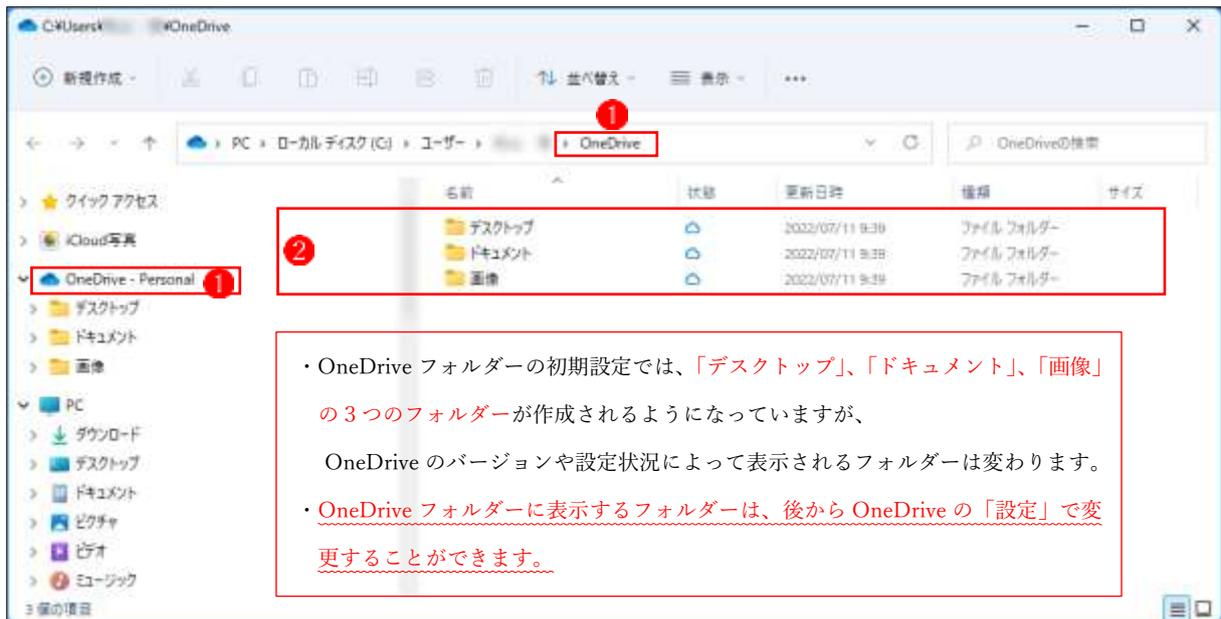 C:¥Users¥ ¥OneDrive
新規作成
並べ替え
表示
1
PC › ローカル ディスク (C:) › ユーザー › › OneDrive
OneDriveの検索
名前 状態 更新日時 種類 サイズ
クイック アクセス
iCloud写真
OneDrive - Personal
1
デスクトップ
ドキュメント
画像
PC
ダウンロード
デスクトップ
ドキュメント
ピクチャ
ビデオ
ミュージック
3 個の項目
2
デスクトップ 2022/07/11 9:39 ファイル フォルダー
ドキュメント 2022/07/11 9:39 ファイル フォルダー
画像 2022/07/11 9:39 ファイル フォルダー
・OneDrive フォルダーの初期設定では、「デスクトップ」、「ドキュメント」、「画像」
の３つのフォルダーが作成されるようになっていますが、
OneDrive のバージョンや設定状況によって表示されるフォルダーは変わります。
・OneDrive フォルダーに表示するフォルダーは、後から OneDrive の「設定」で変
更することができます。